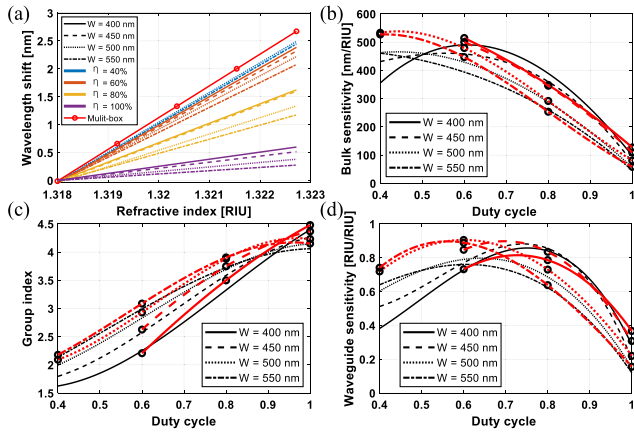 (a)
Wavelength shift [nm]
3
2.5
2
1.5
1
0.5
0
W = 400 nm
W = 450 nm
W = 500 nm
W = 550 nm
η = 40%
η = 60%
η = 80%
η = 100%
Mulit-box
1.318 1.319 1.32 1.321 1.322 1.323
Refractive index [RIU]
(b)
Bulk sensitivity [nm/RIU]
600
500
400
300
200
100
0
W = 400 nm
W = 450 nm
W = 500 nm
W = 550 nm
0.4 0.5 0.6 0.7 0.8 0.9 1
Duty cycle
(c)
Group index
4.5
4
3.5
3
2.5
2
1.5
W = 400 nm
W = 450 nm
W = 500 nm
W = 550 nm
0.4 0.5 0.6 0.7 0.8 0.9 1
Duty cycle
(d)
Waveguide sensitivity [RIU/RIU]
1
0.8
0.6
0.4
0.2
0
W = 400 nm
W = 450 nm
W = 500 nm
W = 550 nm
0.4 0.5 0.6 0.7 0.8 0.9 1
Duty cycle